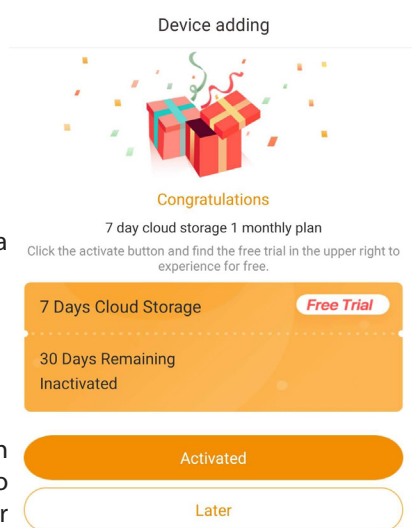 Device adding
Congratulations
7 day cloud storage 1 monthly plan
a
Click the activate button and find the free trial in the upper right to
experience for free.
7 Days Cloud Storage
Free Trial
30 Days Remaining
Inactivated
n
Activated
o
r
Later